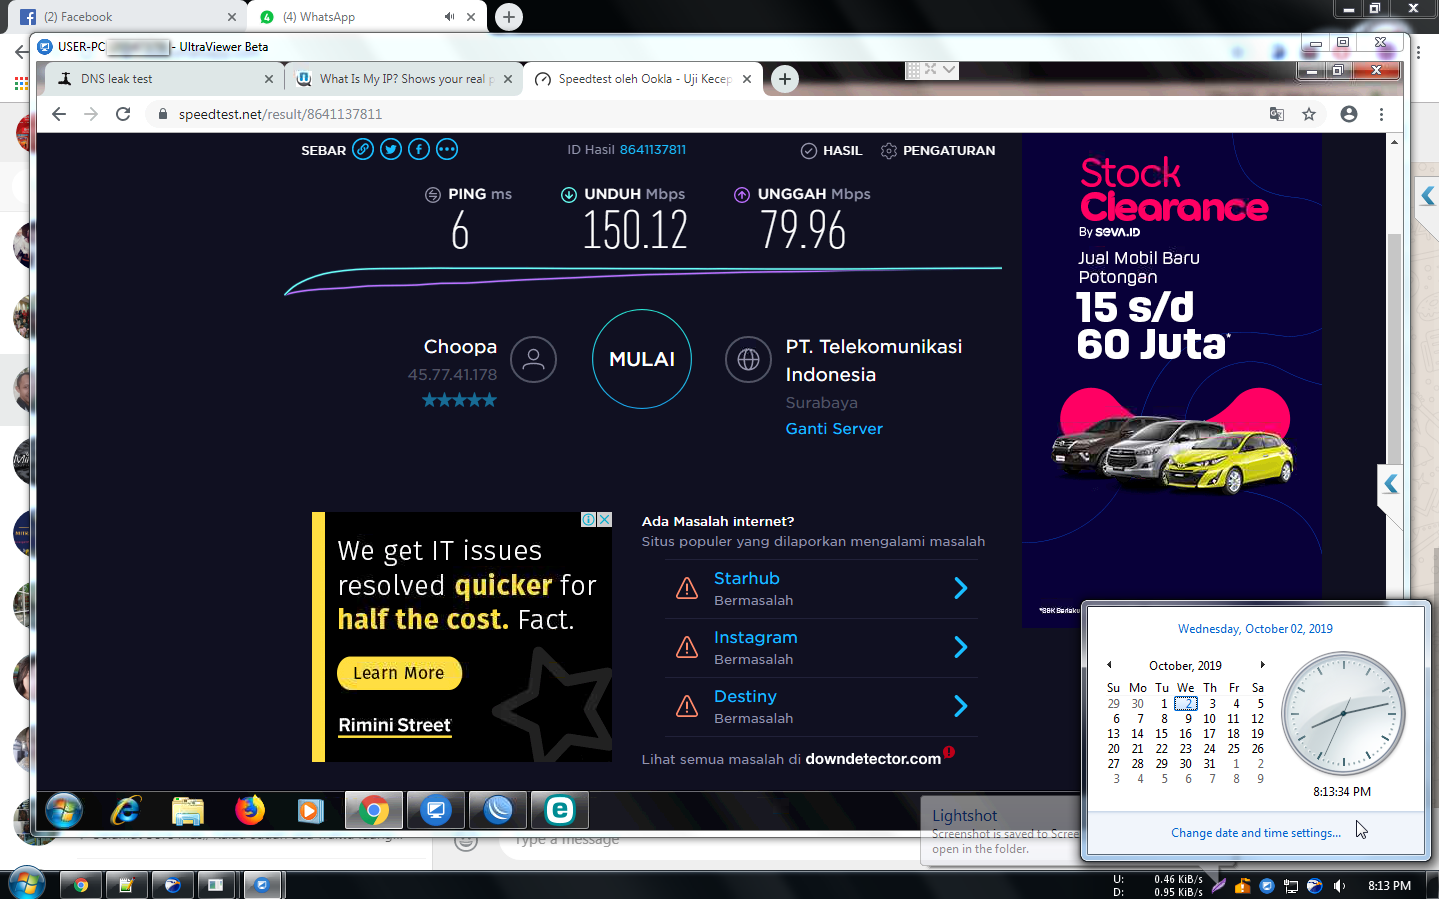 (2) Facebook
(4) WhatsApp
USER-PC
- UltraViewer Beta
DNS leak test
What Is My IP? Shows your real p
Speedtest oleh Ookla - Uji Kecep
speedtest.net/result/8641137811
SEBAR
ID Hasil 8641137811
HASIL
PENGATURAN
PING ms
UNDUH Mbps
UNGGAH Mbps
6
150.12
79.96
Choopa
45.77.41.178
MULAI
PT. Telekomunikasi
Indonesia
Surabaya
Ganti Server
Stock
Clearance
By seva.id
Jual Mobil Baru
Potongan
15 s/d
60 Juta*
We get IT issues
resolved quicker for
half the cost. Fact.
Learn More
Rimini Street
Ada Masalah internet?
Situs populer yang dilaporkan mengalami masalah
Starhub
Bermasalah
Instagram
Bermasalah
Destiny
Bermasalah
Lihat semua masalah di downdetector.com
Wednesday, October 02, 2019
October, 2019
Su Mo Tu We Th Fr Sa
29 30 1 2 3 4 5
6 7 8 9 10 11 12
13 14 15 16 17 18 19
20 21 22 23 24 25 26
27 28 29 30 31 1 2
3 4 5 6 7 8 9
8:13:34 PM
Change date and time settings...
Lightshot
Screenshot is saved to Scree
open in the folder.
Type a message
U: 0.46 KiB/s
D: 0.95 KiB/s
8:13 PM